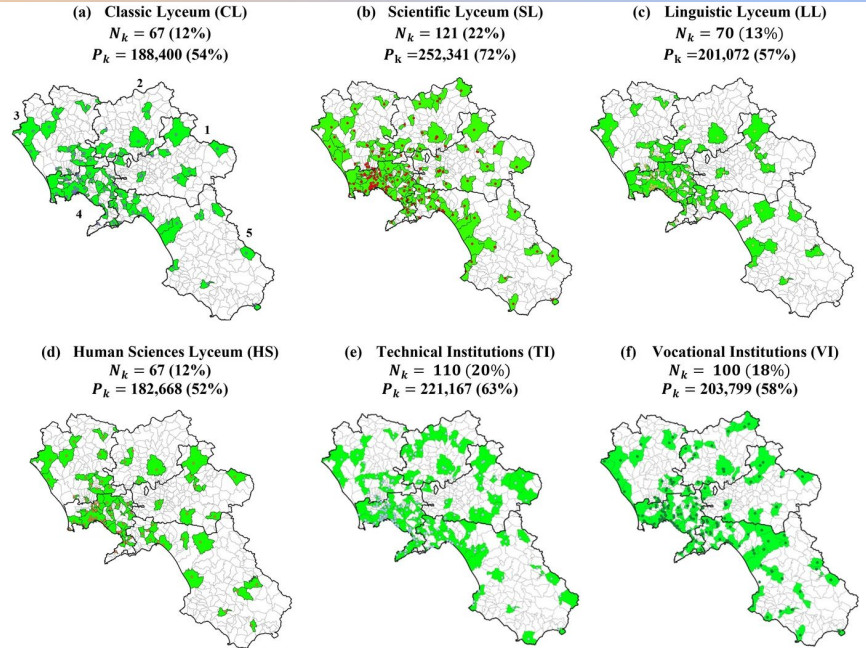 (a) Classic Lyceum (CL)
N_k = 67 (12%)
P_k = 188,400 (54%)
(b) Scientific Lyceum (SL)
N_k = 121 (22%)
P_k = 252,341 (72%)
(c) Linguistic Lyceum (LL)
N_k = 70 (13%)
P_k =201,072 (57%)
2
3
1
4
5
(d) Human Sciences Lyceum (HS)
N_k = 67 (12%)
P_k = 182,668 (52%)
(e) Technical Institutions (TI)
N_k = 110 (20%)
P_k = 221,167 (63%)
(f) Vocational Institutions (VI)
N_k = 100 (18%)
P_k = 203,799 (58%)